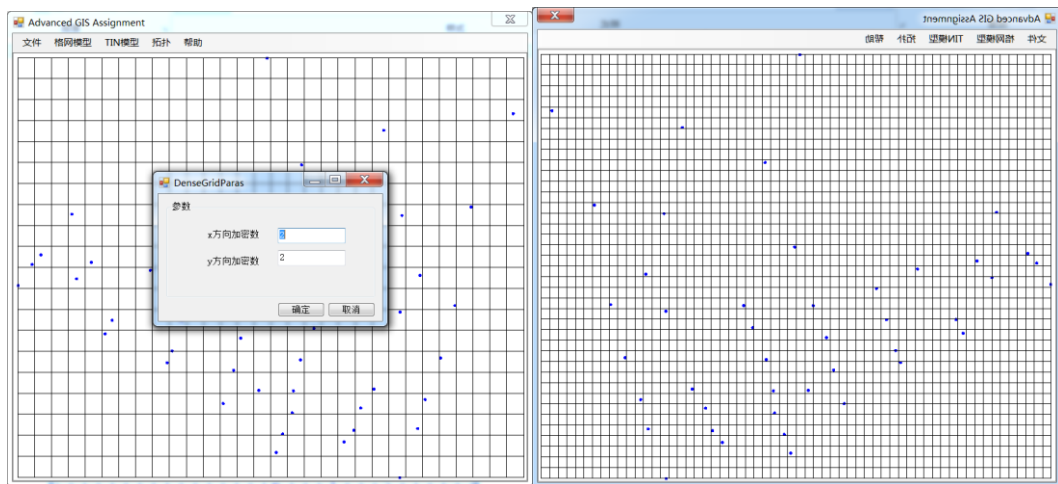 Advanced GIS Assignment
文件 格网模型 TIN模型 拓扑 帮助
DenseGridParas
参数
x方向加密数 2
y方向加密数 2
确定 取消
Advanced GIS Assignment
文件 格网模型 TIN模型 拓扑 帮助